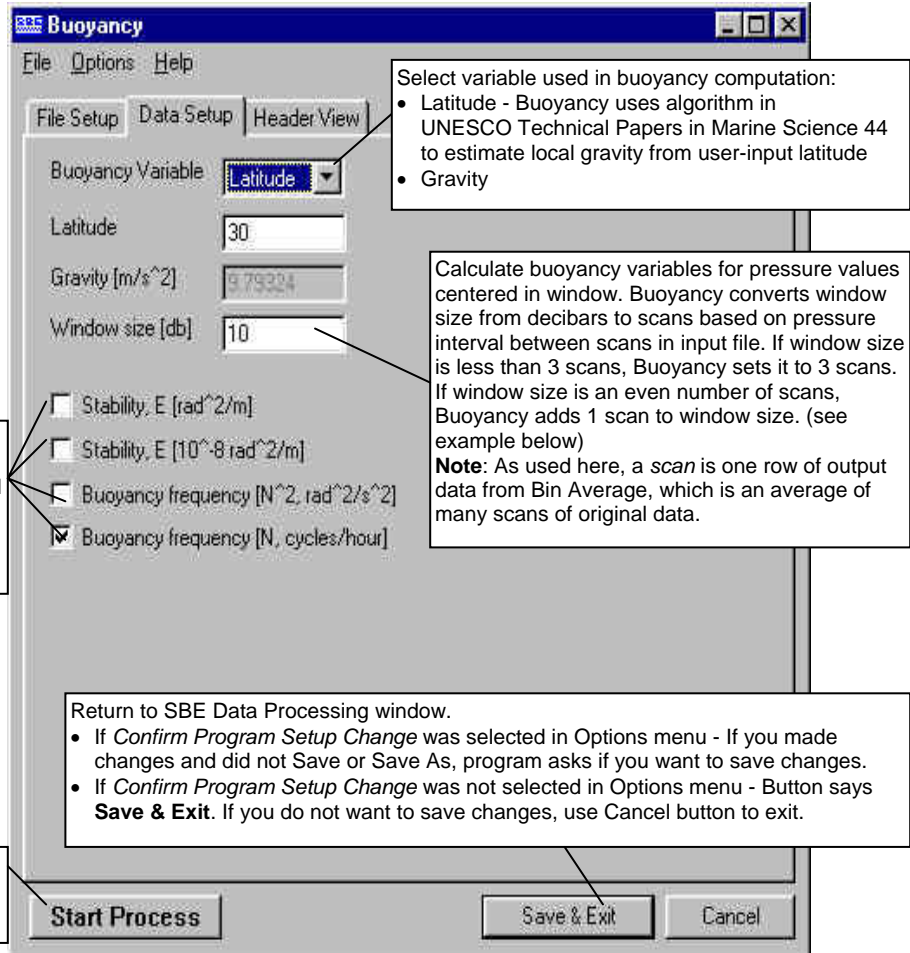 SBE Buoyancy
File Options Help
File Setup Data Setup Header View
Select variable used in buoyancy computation:
• Latitude - Buoyancy uses algorithm in
UNESCO Technical Papers in Marine Science 44
to estimate local gravity from user-input latitude
• Gravity
Buoyancy Variable Latitude
Latitude 30
Gravity [m/s^2] 9.79324
Window size [db] 10
Calculate buoyancy variables for pressure values
centered in window. Buoyancy converts window
size from decibars to scans based on pressure
interval between scans in input file. If window size
is less than 3 scans, Buoyancy sets it to 3 scans.
If window size is an even number of scans,
Buoyancy adds 1 scan to window size. (see
example below)
Note: As used here, a scan is one row of output
data from Bin Average, which is an average of
many scans of original data.
Stability, E [rad^2/m]
Stability, E [10^-8 rad^2/m]
Buoyancy frequency [N^2, rad^2/s^2]
Buoyancy frequency [N, cycles/hour]
Return to SBE Data Processing window.
• If Confirm Program Setup Change was selected in Options menu - If you made
changes and did not Save or Save As, program asks if you want to save changes.
• If Confirm Program Setup Change was not selected in Options menu - Button says
Save & Exit. If you do not want to save changes, use Cancel button to exit.
Start Process Save & Exit Cancel